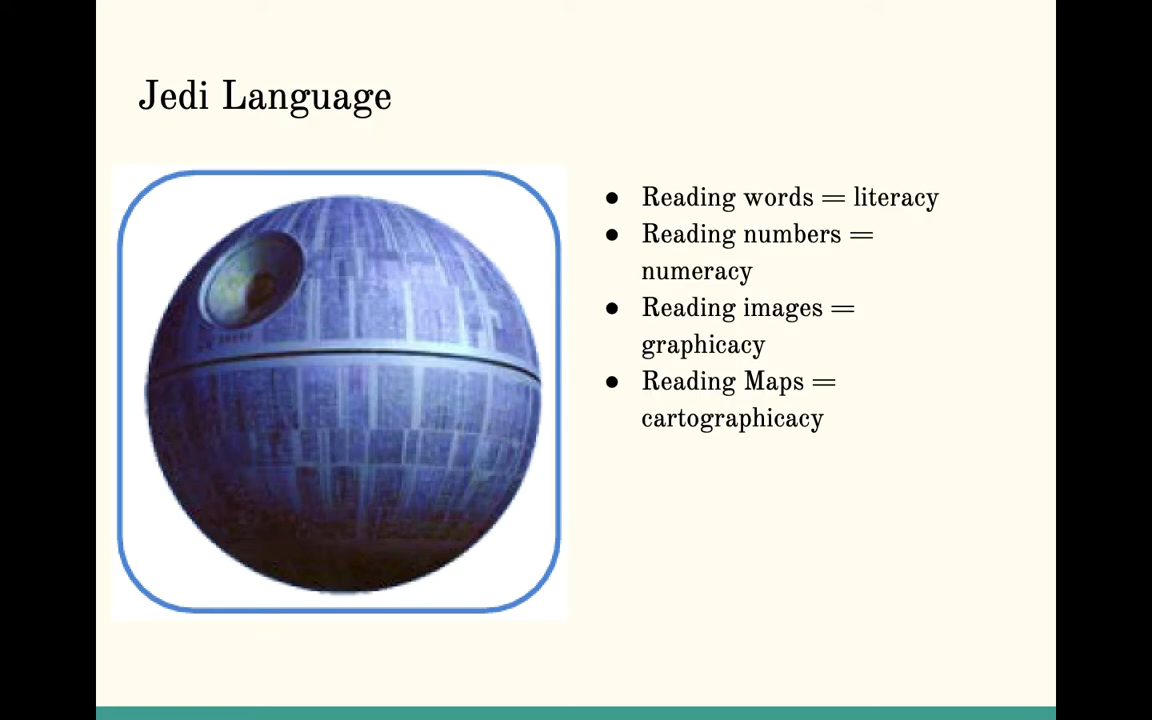 Jedi Language
● Reading words = literacy
● Reading numbers =
numeracy
● Reading images =
graphicacy
● Reading Maps =
cartographicacy